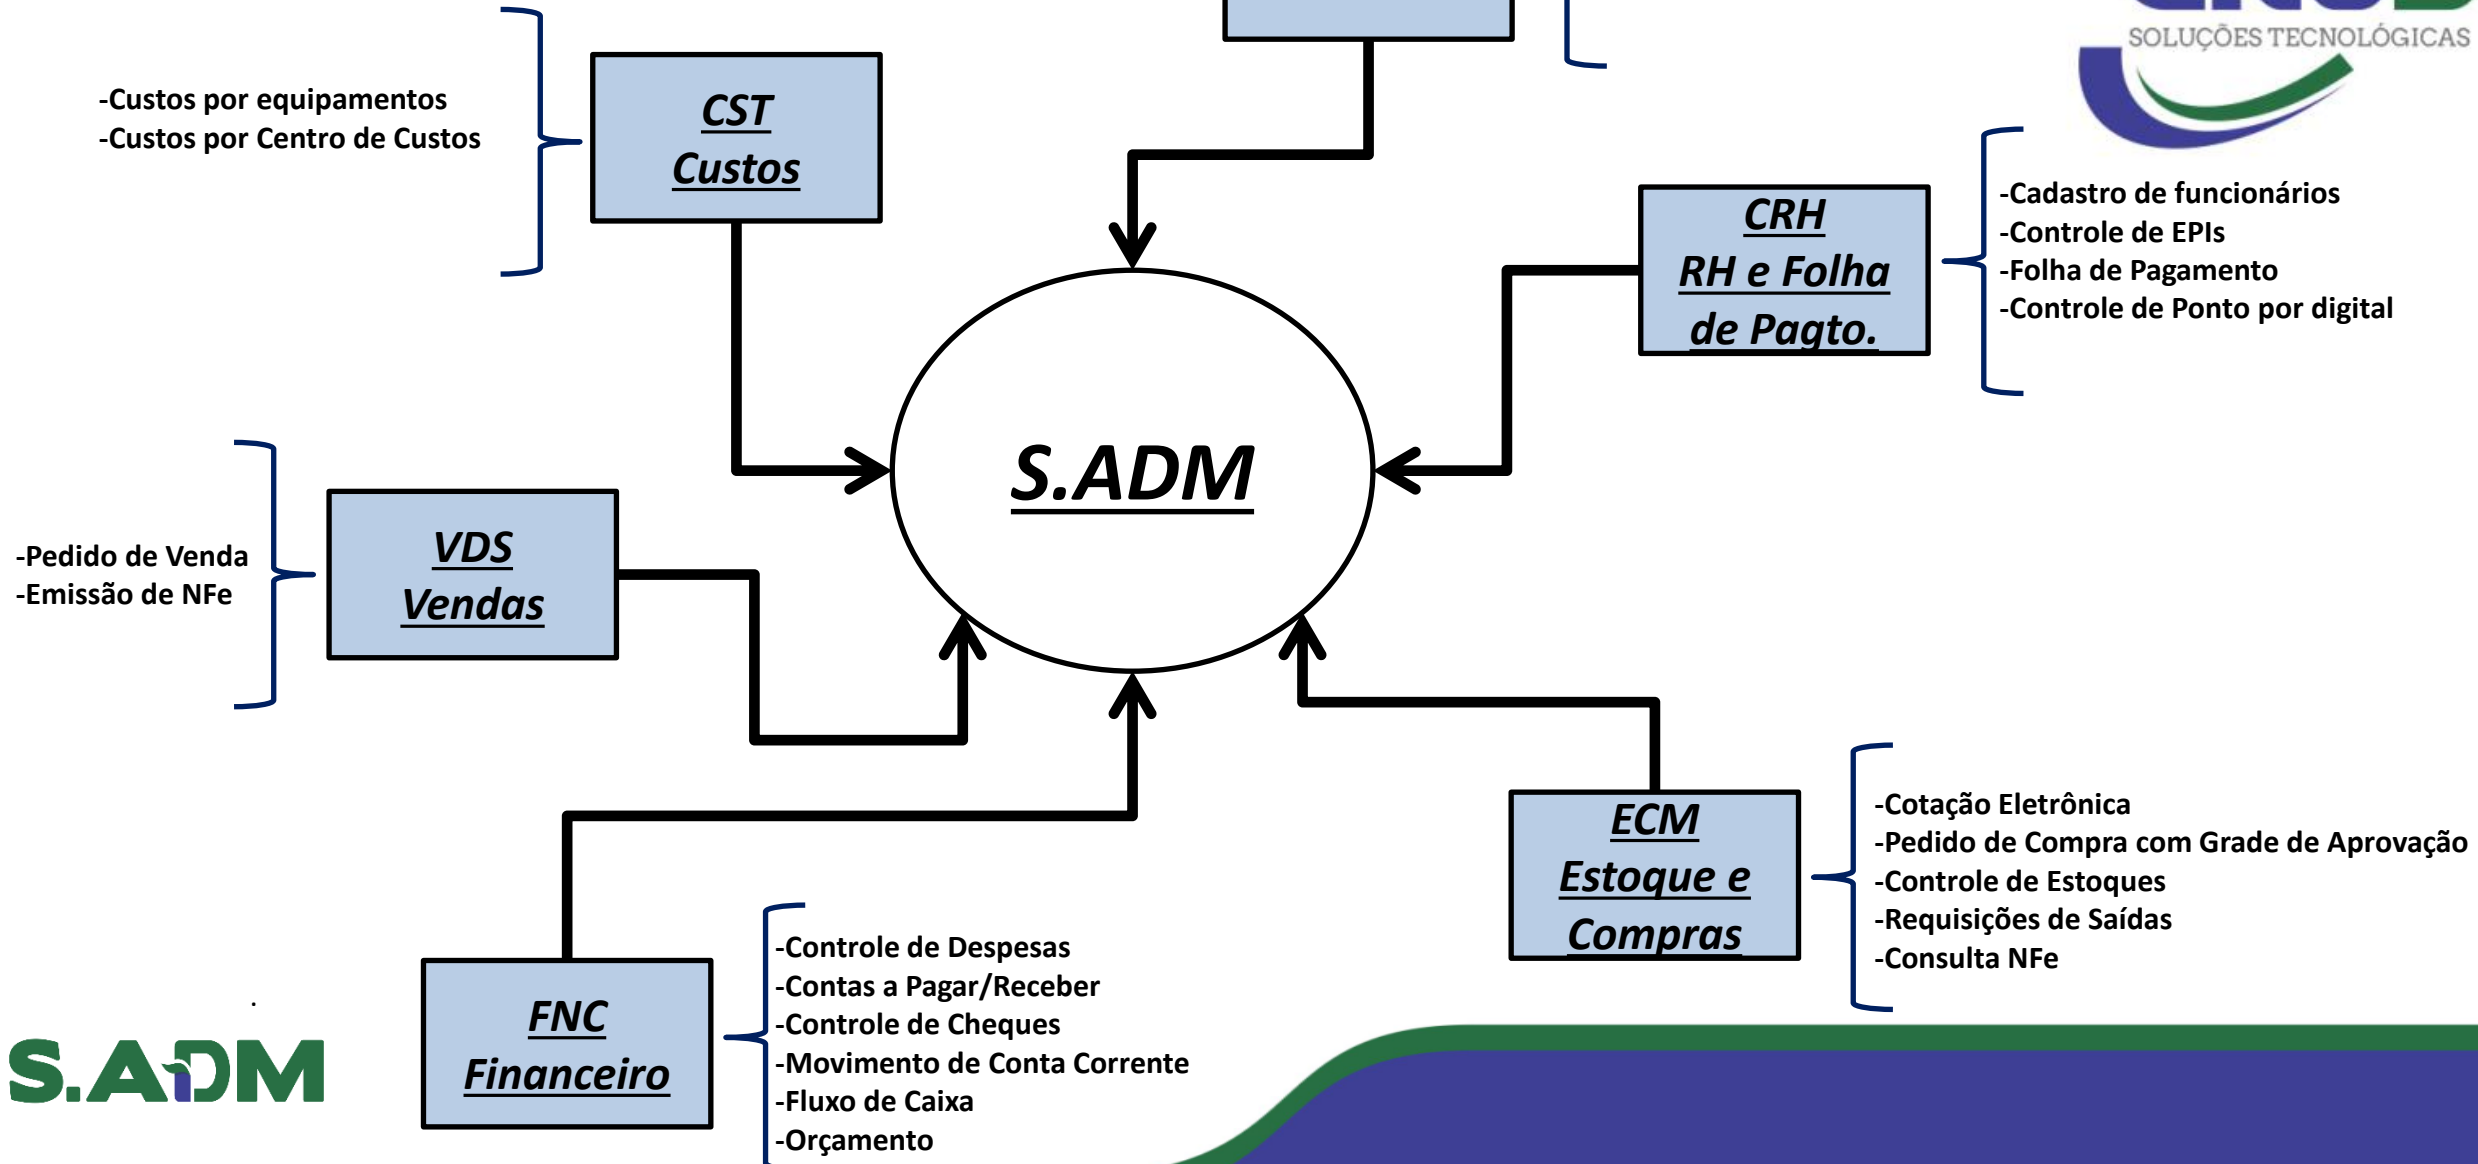 SOLUÇÕES TECNOLÓGICAS
-Custos por equipamentos
-Custos por Centro de Custos
CST
Custos
CRH
RH e Folha
de Pagto.
-Cadastro de funcionários
-Controle de EPIs
-Folha de Pagamento
-Controle de Ponto por digital
S.ADM
-Pedido de Venda
-Emissão de NFe
VDS
Vendas
ECM
Estoque e
Compras
-Cotação Eletrônica
-Pedido de Compra com Grade de Aprovação
-Controle de Estoques
-Requisições de Saídas
-Consulta NFe
FNC
Financeiro
-Controle de Despesas
-Contas a Pagar/Receber
-Controle de Cheques
-Movimento de Conta Corrente
-Fluxo de Caixa
-Orçamento
.
S.ADM